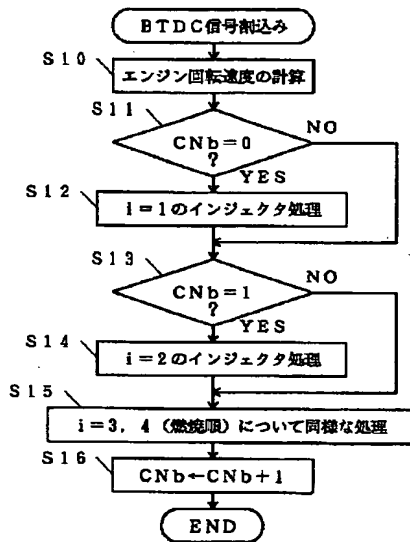 BTDC信号割込み
S10
エンジン回転速度の計算
S11
CNb=0
?
NO
YES
S12
i=1のインジェクタ処理
S13
CNb=1
?
NO
YES
S14
i=2のインジェクタ処理
S15
i=3, 4 (燃焼順) について同様な処理
S16
CNb←CNb+1
END